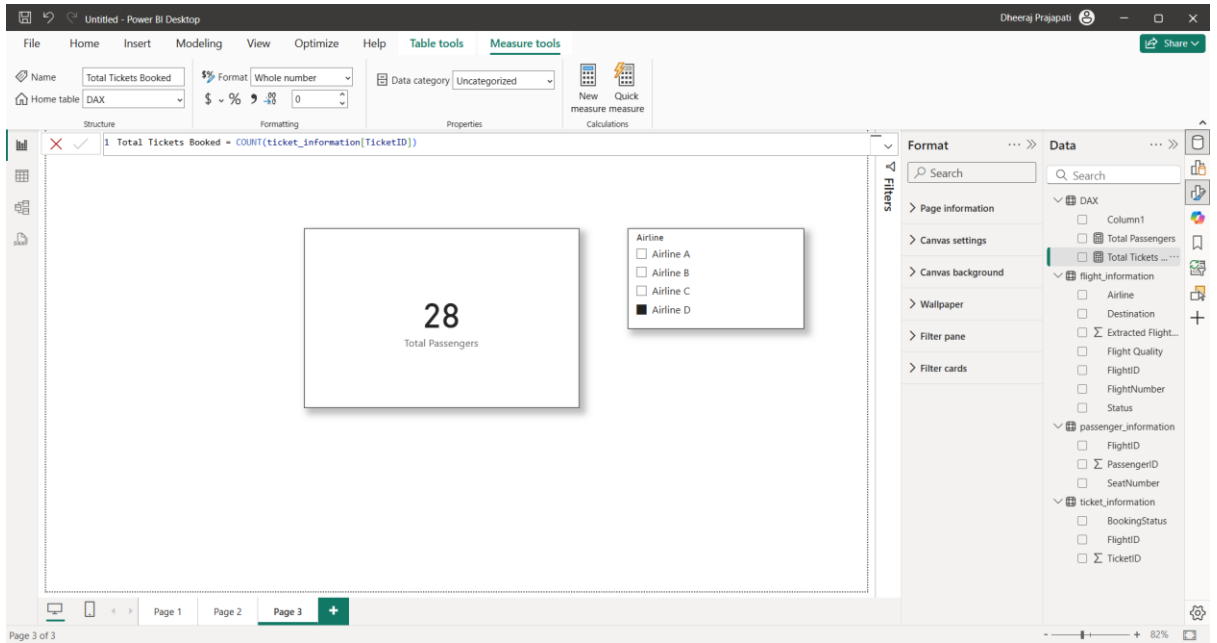 Untitled - Power BI Desktop
Dheeraj Prajapati
File Home Insert Modeling View Optimize Help Table tools Measure tools
Share
Name Total Tickets Booked
$% Format Whole number
Data category Uncategorized
Home table DAX
$ % 9 .00 0
New measure
Quick measure
Structure Formatting Properties Calculations
1 Total Tickets Booked = COUNT(ticket_information[TicketID])
28
Total Passengers
Airline
Airline A
Airline B
Airline C
Airline D
Filters
Format
Search
Page information
Canvas settings
Canvas background
Wallpaper
Filter pane
Filter cards
Data
Search
DAX
Column1
Total Passengers
Total Tickets ...
flight_information
Airline
Destination
Extracted Flight...
Flight Quality
FlightID
FlightNumber
Status
passenger_information
FlightID
PassengerID
SeatNumber
ticket_information
BookingStatus
FlightID
TicketID
Page 1 Page 2 Page 3 +
Page 3 of 3
- + 82%